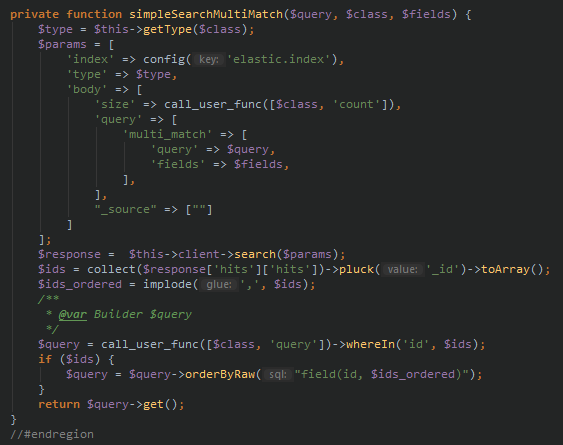 private function simpleSearchMultiMatch($query, $class, $fields) {
    $type = $this->getType($class);
    $params = [
        'index' => config( key: 'elastic.index'),
        'type' => $type,
        'body' => [
            'size' => call_user_func([$class, 'count']),
            'query' => [
                'multi_match' => [
                    'query' => $query,
                    'fields' => $fields,
                ],
            ],
            "_source" => [""]
        ]
    ];
    $response =  $this->client->search($params);
    $ids = collect($response['hits']['hits'])->pluck( value: '_id')->toArray();
    $ids_ordered = implode( glue: ',', $ids);
    /**
     * @var Builder $query
     */
    $query = call_user_func([$class, 'query'])->whereIn('id', $ids);
    if ($ids) {
        $query = $query->orderByRaw( sql: "field(id, $ids_ordered)");
    }
    return $query->get();
}
//#endregion